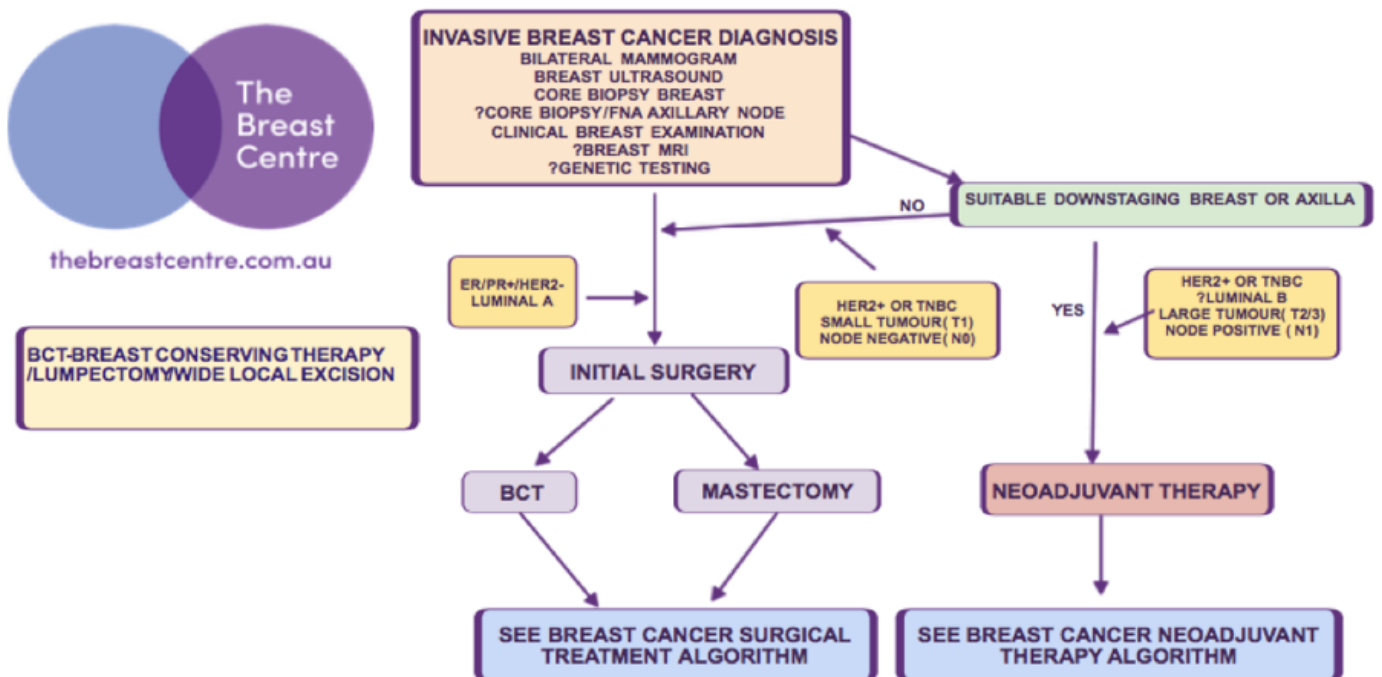 The
Breast
Centre
thebreastcentre.com.au
INVASIVE BREAST CANCER DIAGNOSIS
BILATERAL MAMMOGRAM
BREAST ULTRASOUND
CORE BIOPSY BREAST
?CORE BIOPSY/FNA AXILLARY NODE
CLINICAL BREAST EXAMINATION
?BREAST MRI
?GENETIC TESTING
SUITABLE DOWNSTAGING BREAST OR AXILLA
NO
ER/PR+/HER2-
LUMINAL A
HER2+ OR TNBC
SMALL TUMOUR( T1)
NODE NEGATIVE( N0)
YES
HER2+ OR TNBC
?LUMINAL B
LARGE TUMOUR( T2/3)
NODE POSITIVE ( N1)
BCT-BREAST CONSERVING THERAPY
/LUMPECTOMY/WIDE LOCAL EXCISION
INITIAL SURGERY
BCT
MASTECTOMY
NEOADJUVANT THERAPY
SEE BREAST CANCER SURGICAL
TREATMENT ALGORITHM
SEE BREAST CANCER NEOADJUVANT
THERAPY ALGORITHM